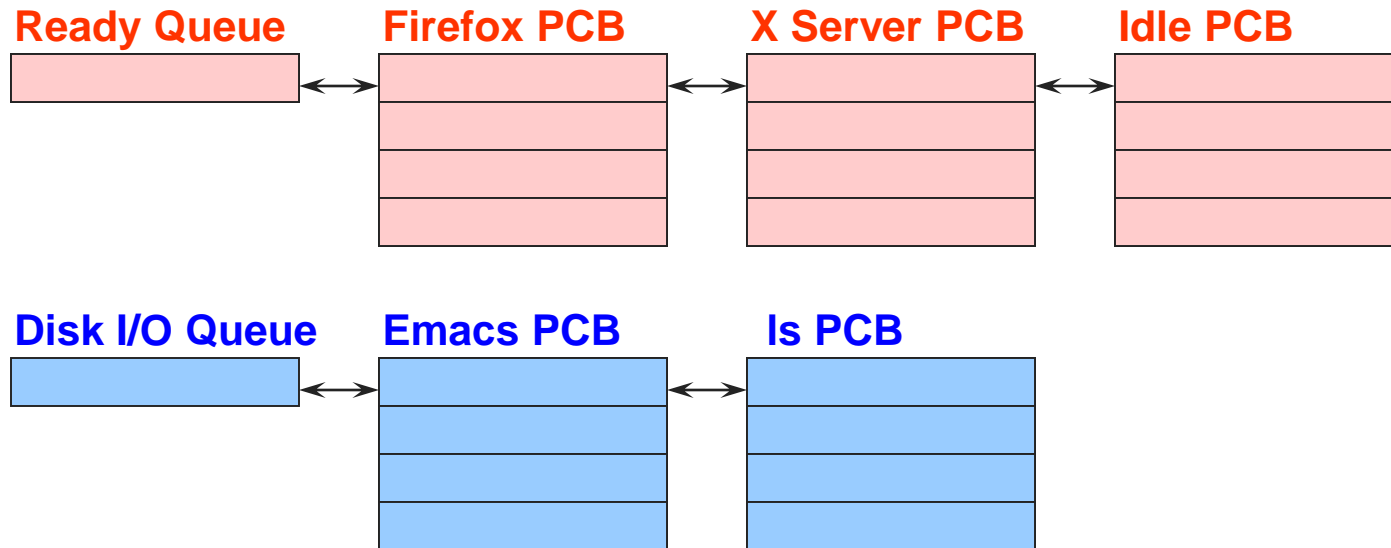 Ready Queue Firefox PCB X Server PCB Idle PCB
Disk I/O Queue Emacs PCB ls PCB